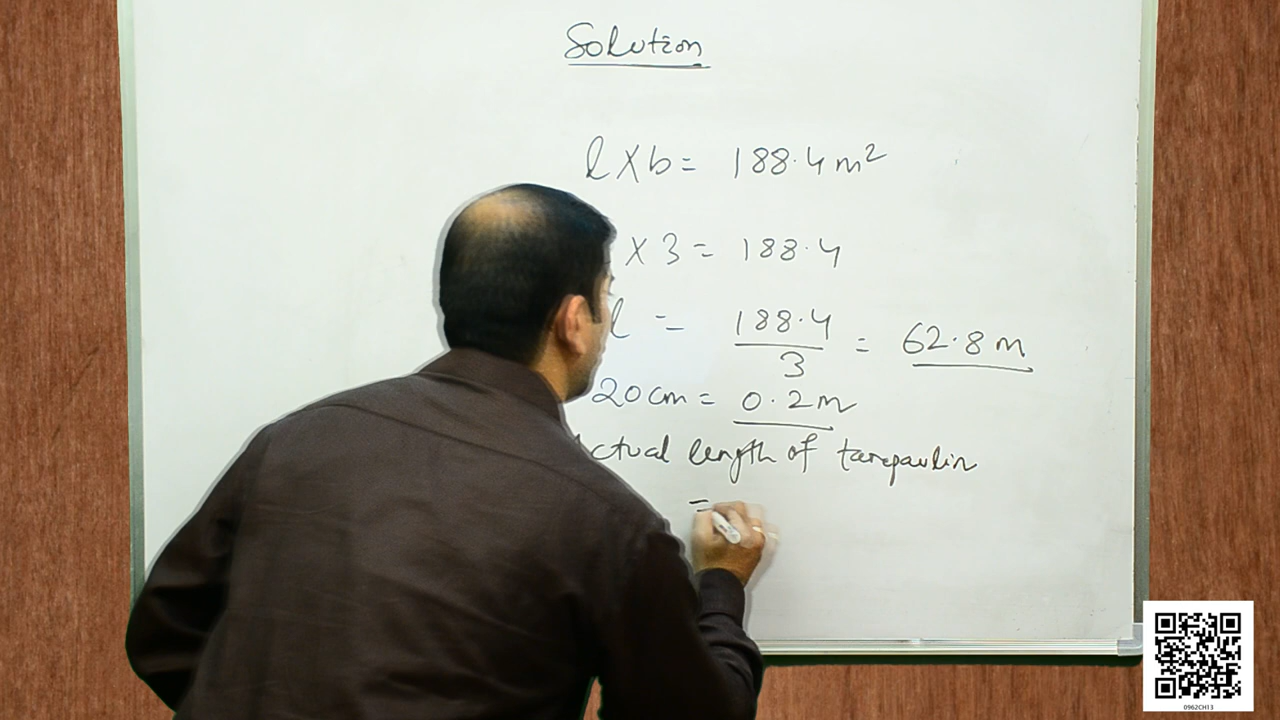 Solution
l X b = 188.4 m²
X 3 = 188.4
l = 188.4 / 3 = 62.8 m
20 cm = 0.2 m
ctual length of tarpaulin
=
0962CH13